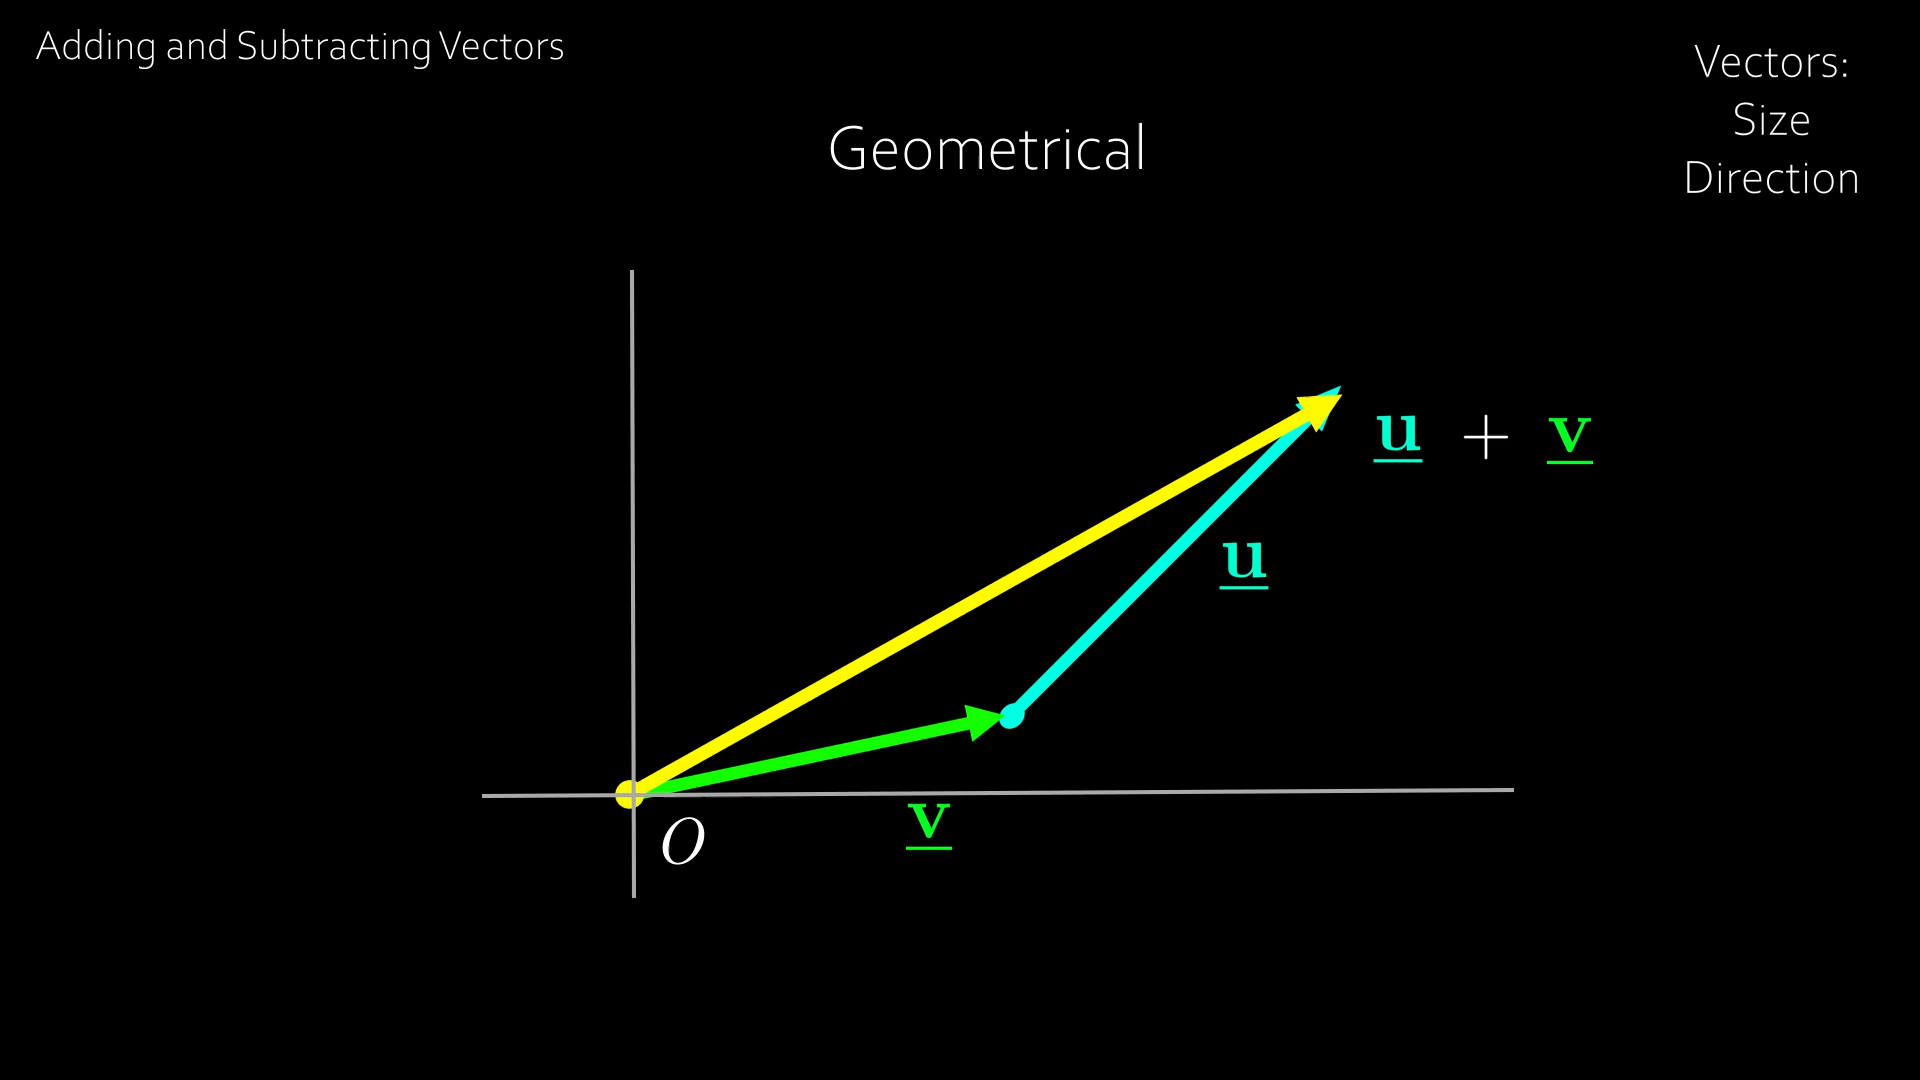 Adding and Subtracting Vectors
Vectors:
Size
Direction
Geometrical
u + v
u
v
O